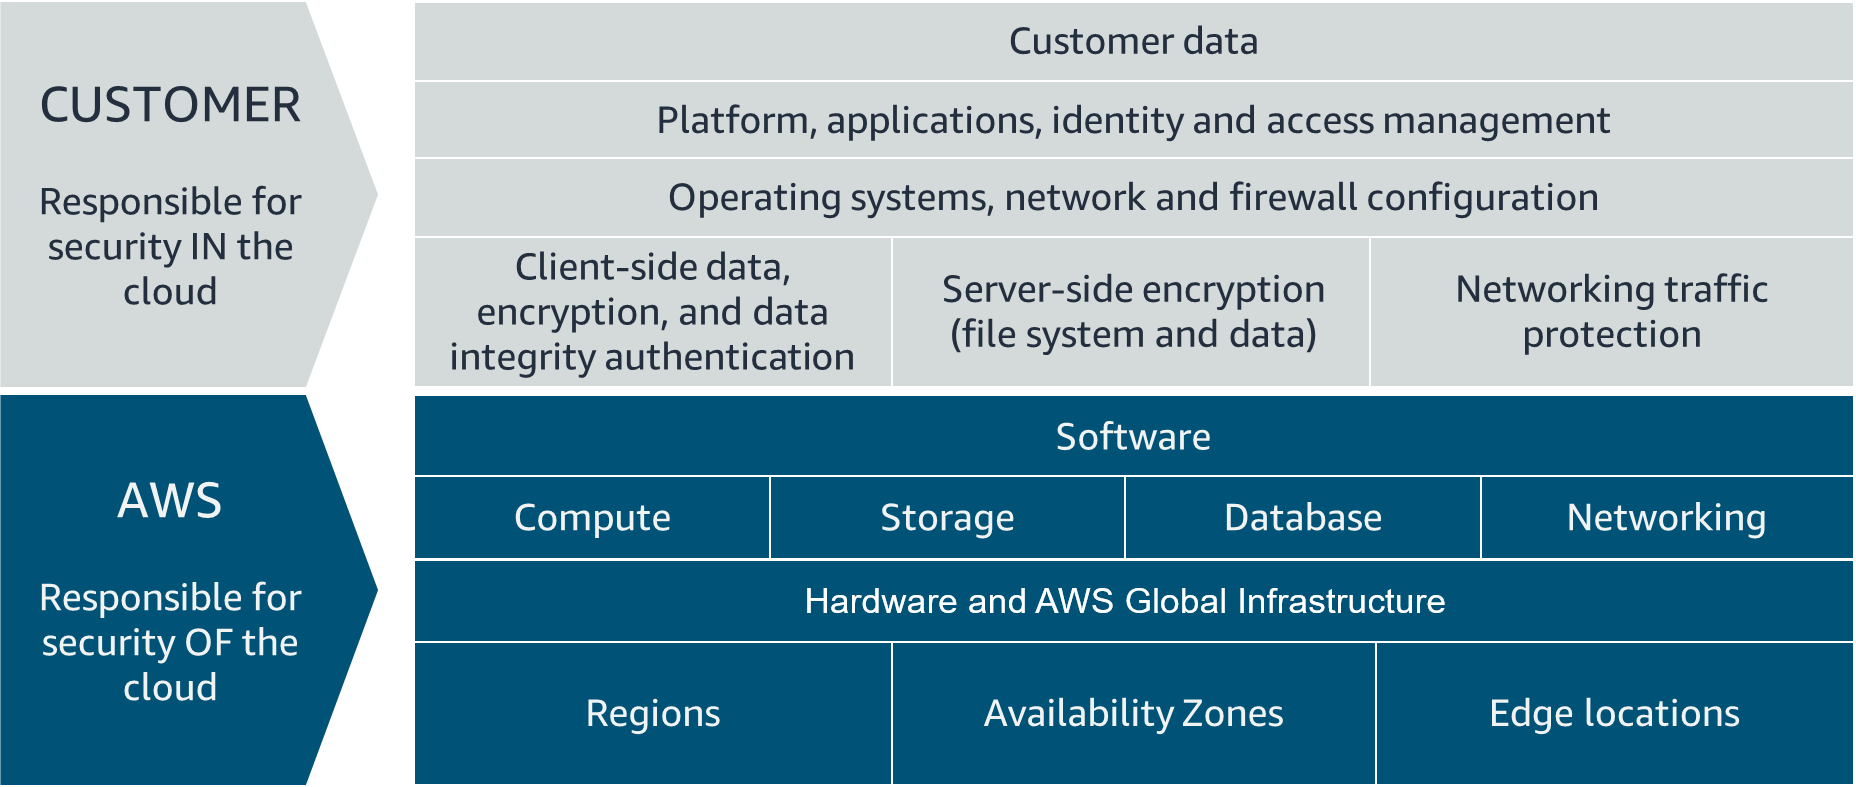 CUSTOMER
Responsible for
security IN the
cloud
Customer data
Platform, applications, identity and access management
Operating systems, network and firewall configuration
Client-side data,
encryption, and data
integrity authentication
Server-side encryption
(file system and data)
Networking traffic
protection
AWS
Responsible for
security OF the
cloud
Software
Compute
Storage
Database
Networking
Hardware and AWS Global Infrastructure
Regions
Availability Zones
Edge locations